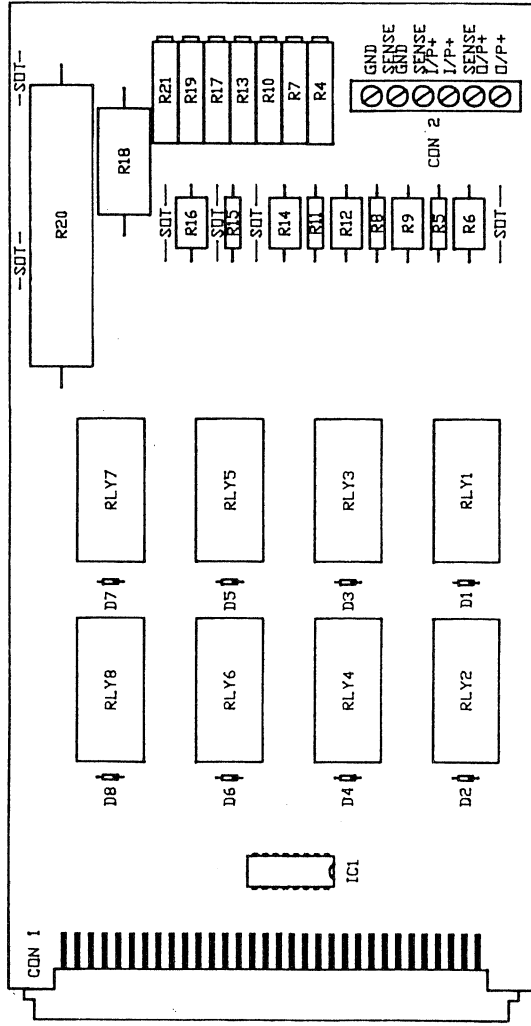 —SOT—
—SOT—
R20
R18
R21
R19
R17
R13
R10
R7
R4
GND
SENSE
GND
SENSE
I/P+
I/P+
SENSE
O/P+
O/P+
CON 2
—SOT—
R16
—SOT—
R15
—SOT—
R14
R11
R12
R8
R9
R5
R6
—SOT—
RLY7
RLY5
RLY3
RLY1
D7
D5
D3
D1
RLY8
RLY6
RLY4
RLY2
D8
D6
D4
D2
IC1
CON 1